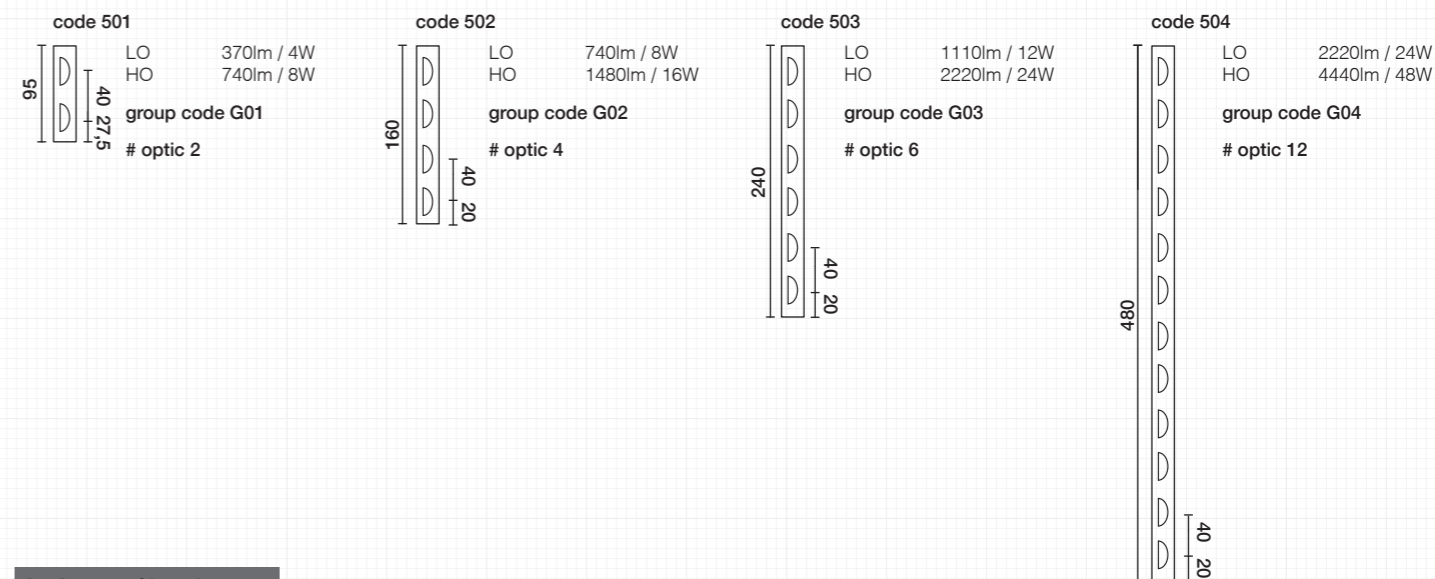 code 501
LO 370lm / 4W
HO 740lm / 8W
group code G01
# optic 2
95
40
27,5
code 502
LO 740lm / 8W
HO 1480lm / 16W
group code G02
# optic 4
160
40
20
code 503
LO 1110lm / 12W
HO 2220lm / 24W
group code G03
# optic 6
240
40
20
code 504
LO 2220lm / 24W
HO 4440lm / 48W
group code G04
# optic 12
480
40
20